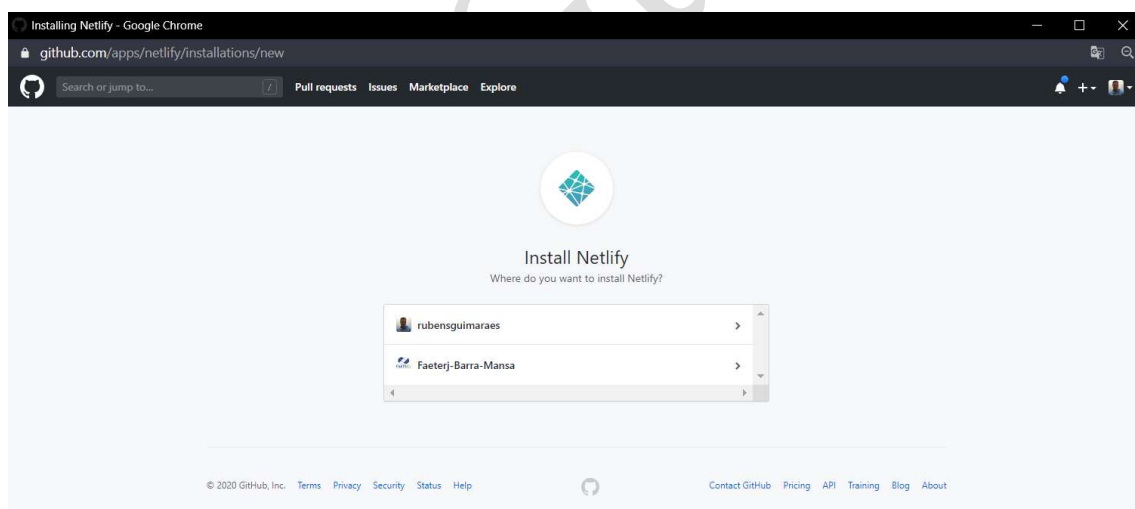 Installing Netlify - Google Chrome
github.com/apps/netlify/installations/new
Search or jump to... / Pull requests Issues Marketplace Explore
Install Netlify
Where do you want to install Netlify?
rubensguimaraes
Faeterj-Barra-Mansa
© 2020 GitHub, Inc. Terms Privacy Security Status Help Contact GitHub Pricing API Training Blog About